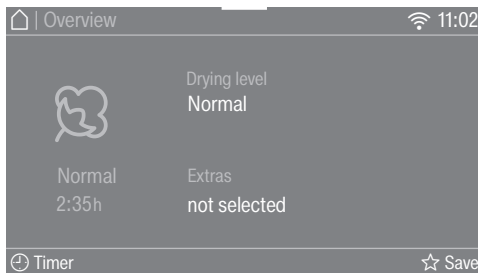 | Overview
11:02
Drying level
Normal
Normal
2:35h
Extras
not selected
Timer
Save